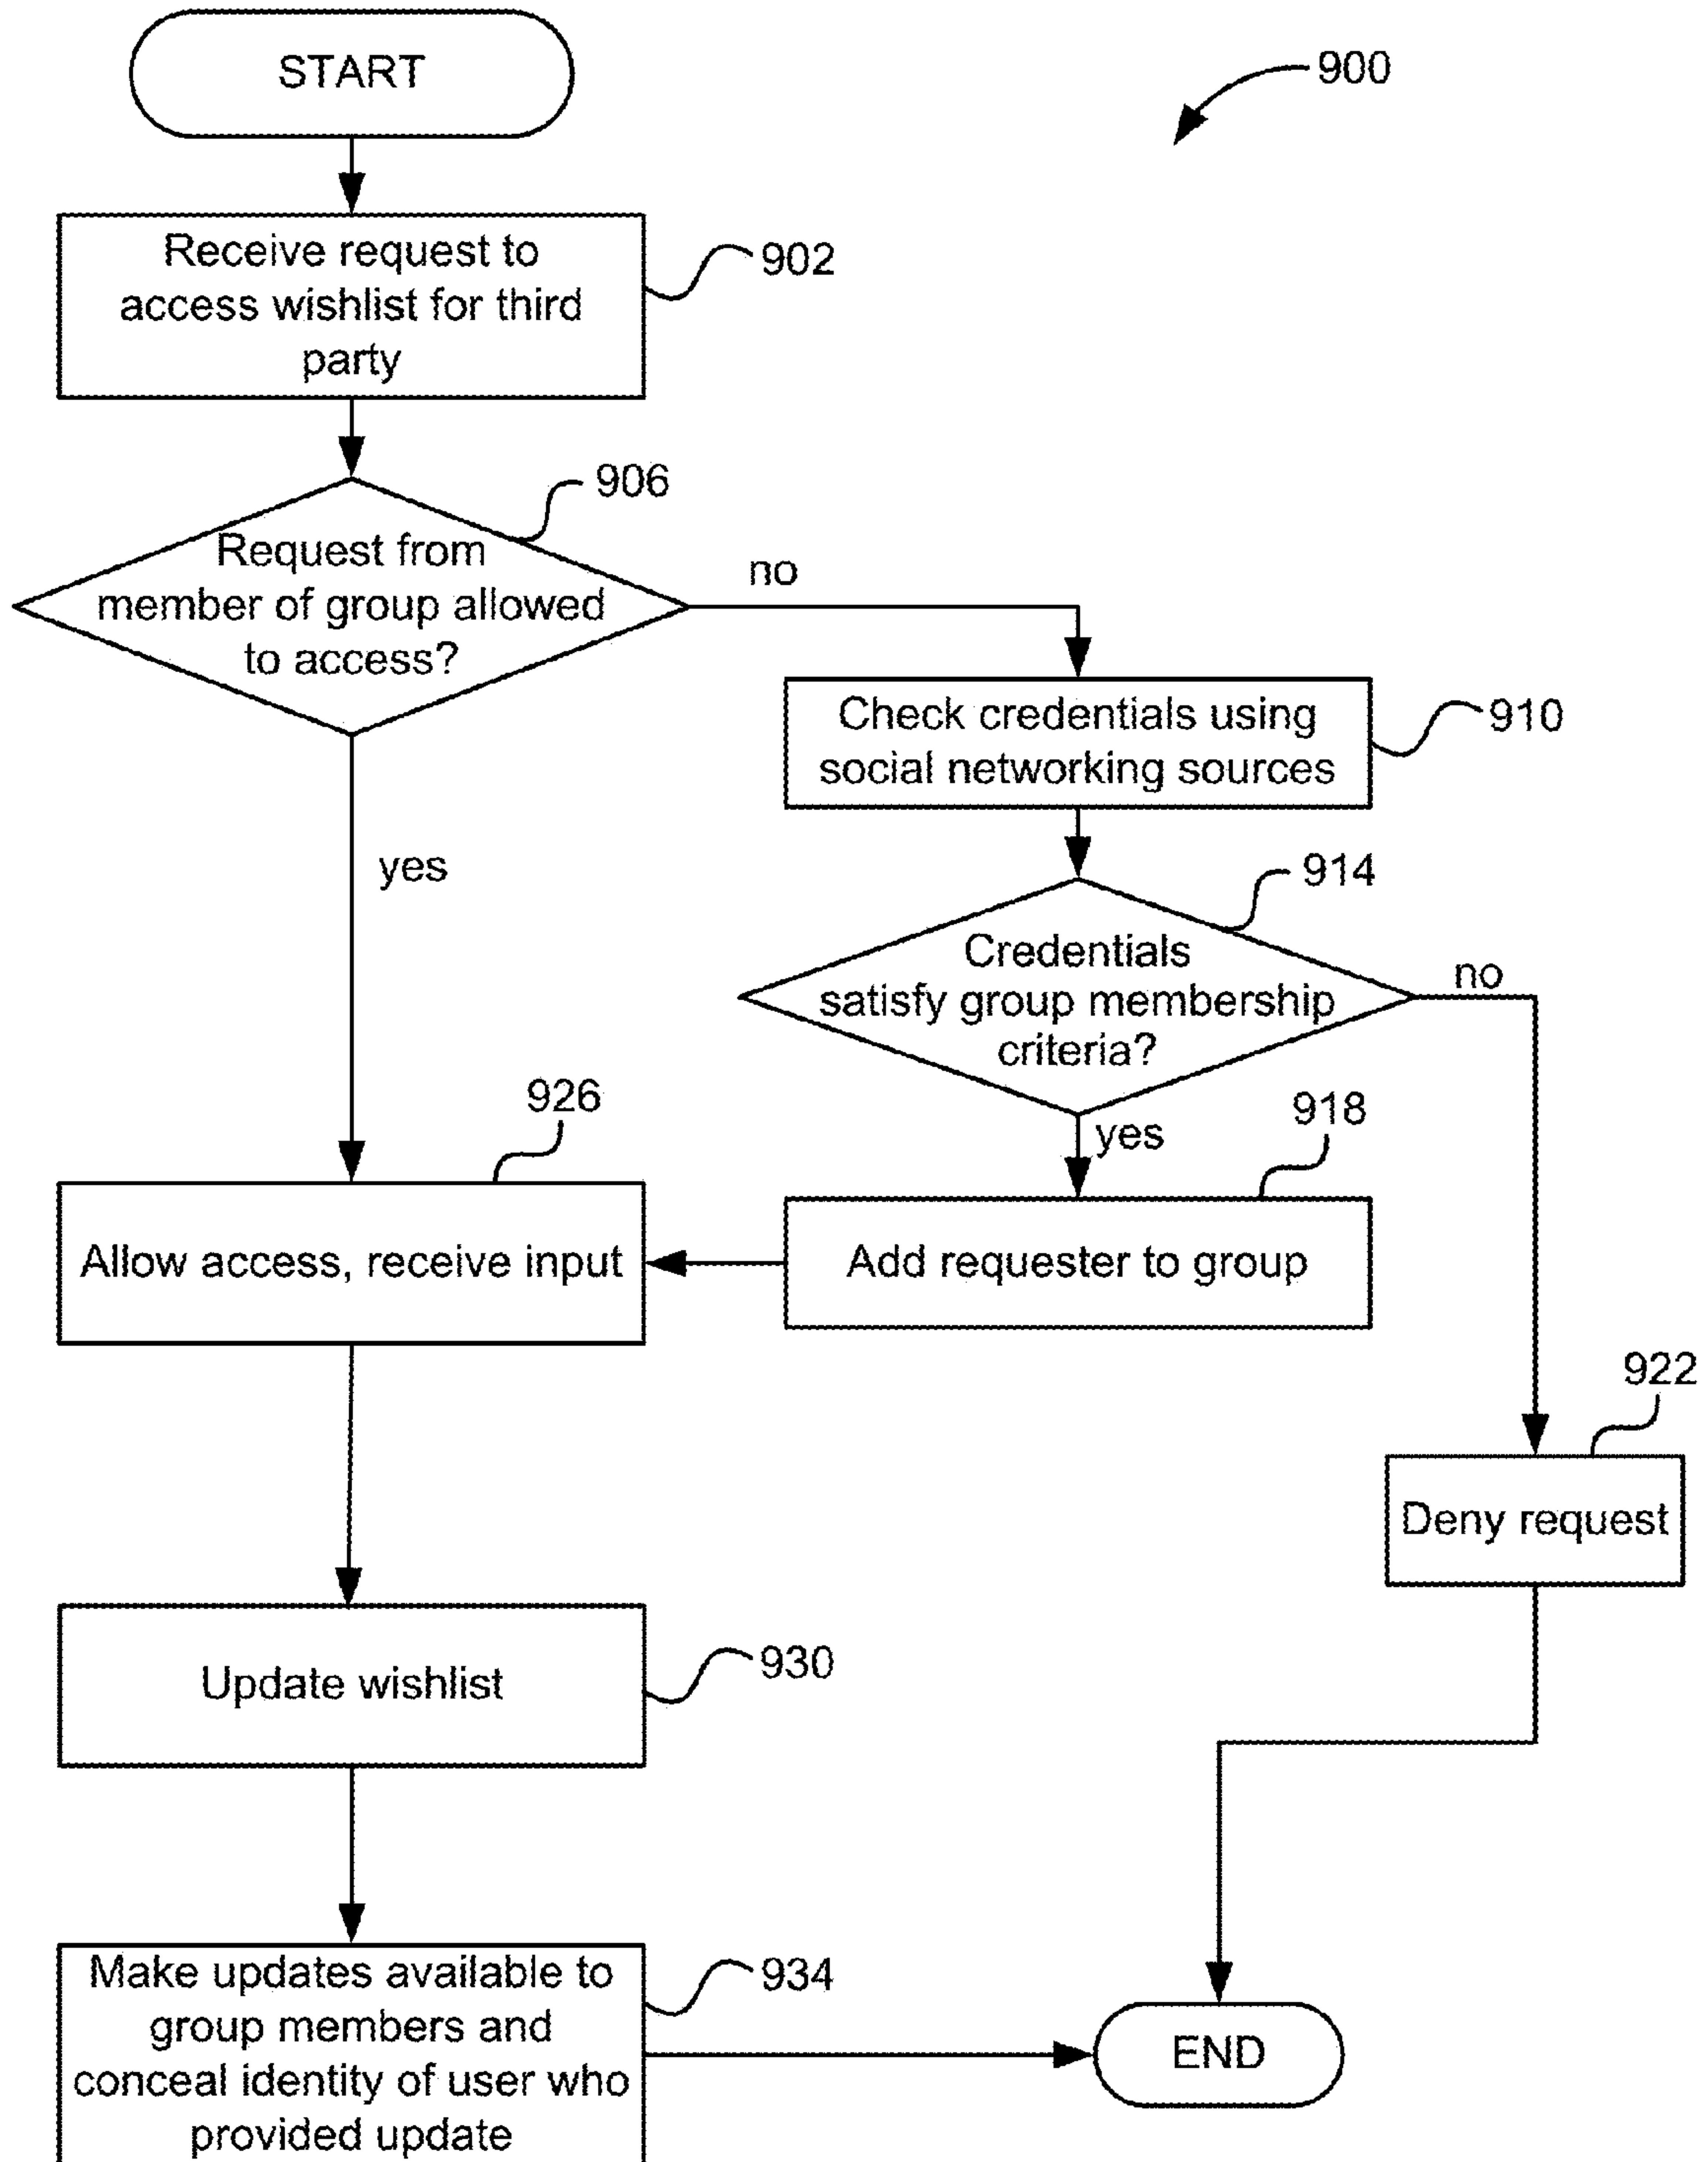 START
900
Receive request to
access wishlist for third
party
902
906
Request from
member of group allowed
to access?
no
yes
Check credentials using
social networking sources
910
914
Credentials
satisfy group membership
criteria?
no
yes
918
926
Allow access, receive input
Add requester to group
922
Deny request
Update wishlist
930
Make updates available to
group members and
conceal identity of user who
provided update
934
END